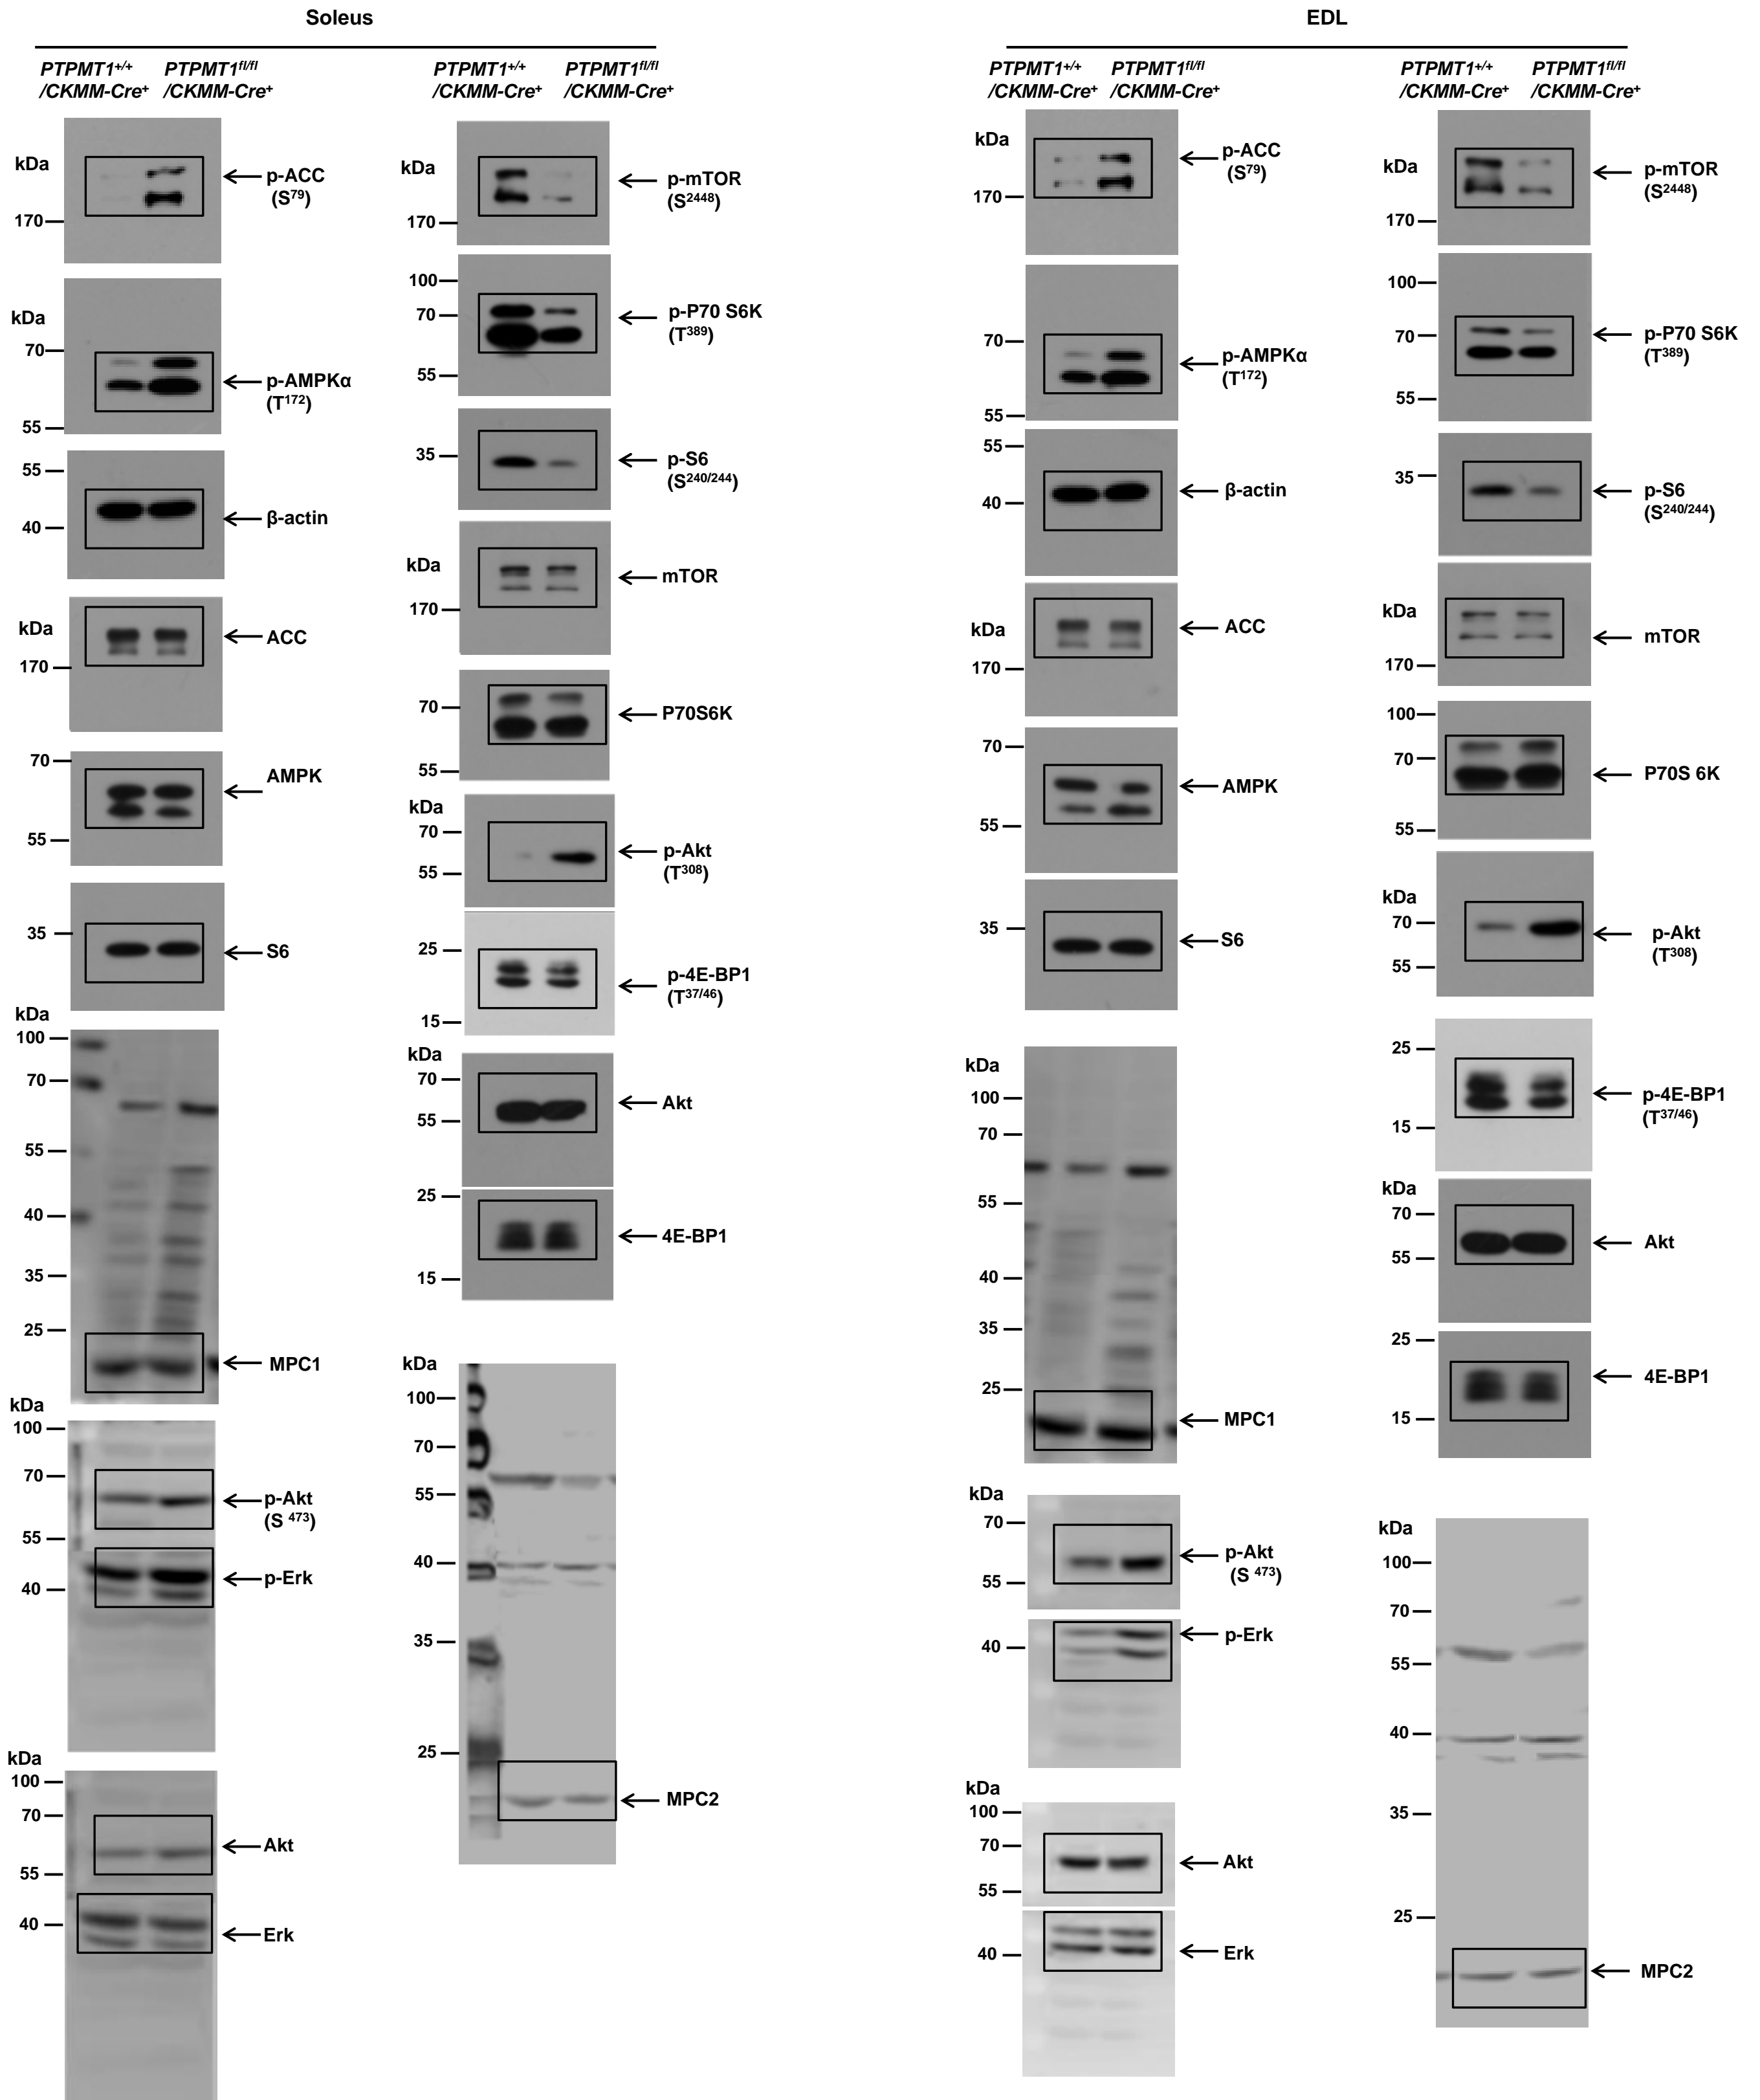 Soleus
PTPMT1+/+ PTPMT1fl/fl
/CKMM-Cre+ /CKMM-Cre+
kDa
170
p-ACC
(S79)
kDa
70
55
p-AMPKα
(T172)
55
40
β-actin
kDa
170
ACC
70
55
AMPK
35
S6
kDa
100
70
55
40
35
25
MPC1
kDa
100
70
55
40
p-Akt
(S 473)
p-Erk
kDa
100
70
55
40
Akt
Erk
PTPMT1+/+ PTPMT1fl/fl
/CKMM-Cre+ /CKMM-Cre+
kDa
170
p-mTOR
(S2448)
100
70
55
p-P70 S6K
(T389)
35
p-S6
(S240/244)
kDa
170
mTOR
70
55
P70S6K
kDa
70
55
p-Akt
(T308)
25
15
p-4E-BP1
(T37/46)
kDa
70
55
Akt
25
15
4E-BP1
kDa
100
70
55
40
35
25
MPC2
EDL
PTPMT1+/+ PTPMT1fl/fl
/CKMM-Cre+ /CKMM-Cre+
kDa
170
p-ACC
(S79)
70
55
p-AMPKα
(T172)
55
40
β-actin
kDa
170
ACC
70
55
AMPK
35
S6
kDa
100
70
55
40
35
25
MPC1
kDa
70
55
p-Akt
(S 473)
40
p-Erk
kDa
100
70
55
Akt
40
Erk
PTPMT1+/+ PTPMT1fl/fl
/CKMM-Cre+ /CKMM-Cre+
kDa
170
p-mTOR
(S2448)
100
70
55
p-P70 S6K
(T389)
35
p-S6
(S240/244)
kDa
170
mTOR
100
70
55
P70S 6K
kDa
70
55
p-Akt
(T308)
25
15
p-4E-BP1
(T37/46)
kDa
70
55
Akt
25
15
4E-BP1
kDa
100
70
55
40
35
25
MPC2